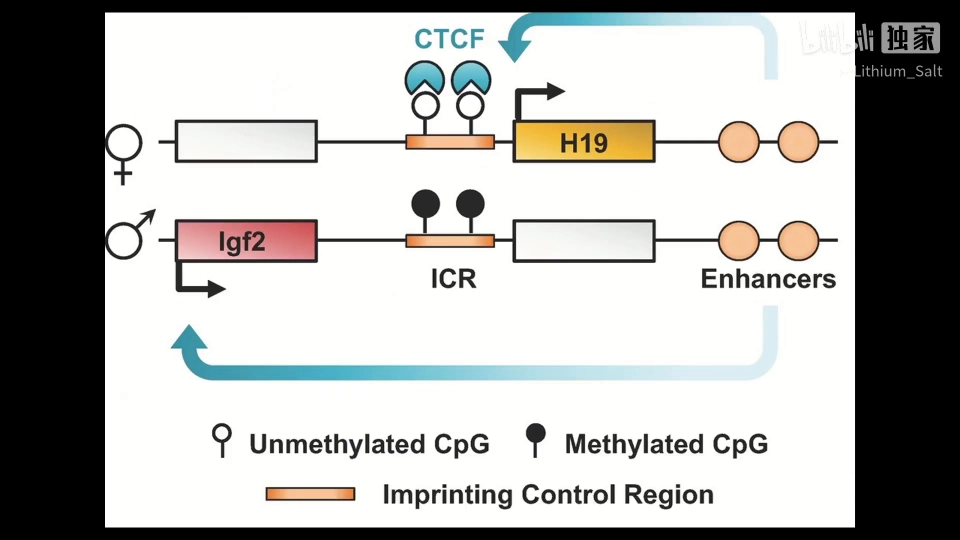 CTCF
bilibili 独家
Lithium_Salt
H19
Igf2
ICR
Enhancers
Unmethylated CpG
Methylated CpG
Imprinting Control Region